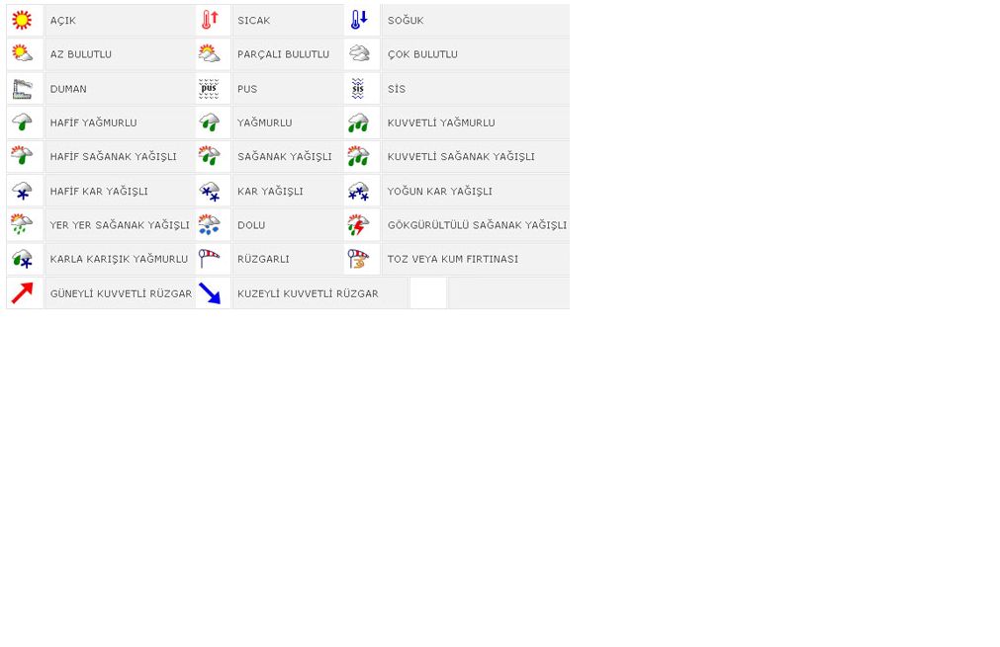 AÇIK SICAK SOĞUK
AZ BULUTLU PARÇALI BULUTLU ÇOK BULUTLU
DUMAN pus PUS sis SİS
HAFİF YAĞMURLU YAĞMURLU KUVVETLİ YAĞMURLU
HAFİF SAĞANAK YAĞIŞLI SAĞANAK YAĞIŞLI KUVVETLİ SAĞANAK YAĞIŞLI
HAFİF KAR YAĞIŞLI KAR YAĞIŞLI YOĞUN KAR YAĞIŞLI
YER YER SAĞANAK YAĞIŞLI DOLU GÖKGÜRÜLTÜLÜ SAĞANAK YAĞIŞLI
KARLA KARIŞIK YAĞMURLU RÜZGARLI TOZ VEYA KUM FIRTINASI
GÜNEYLİ KUVVETLİ RÜZGAR KUZEYLİ KUVVETLİ RÜZGAR